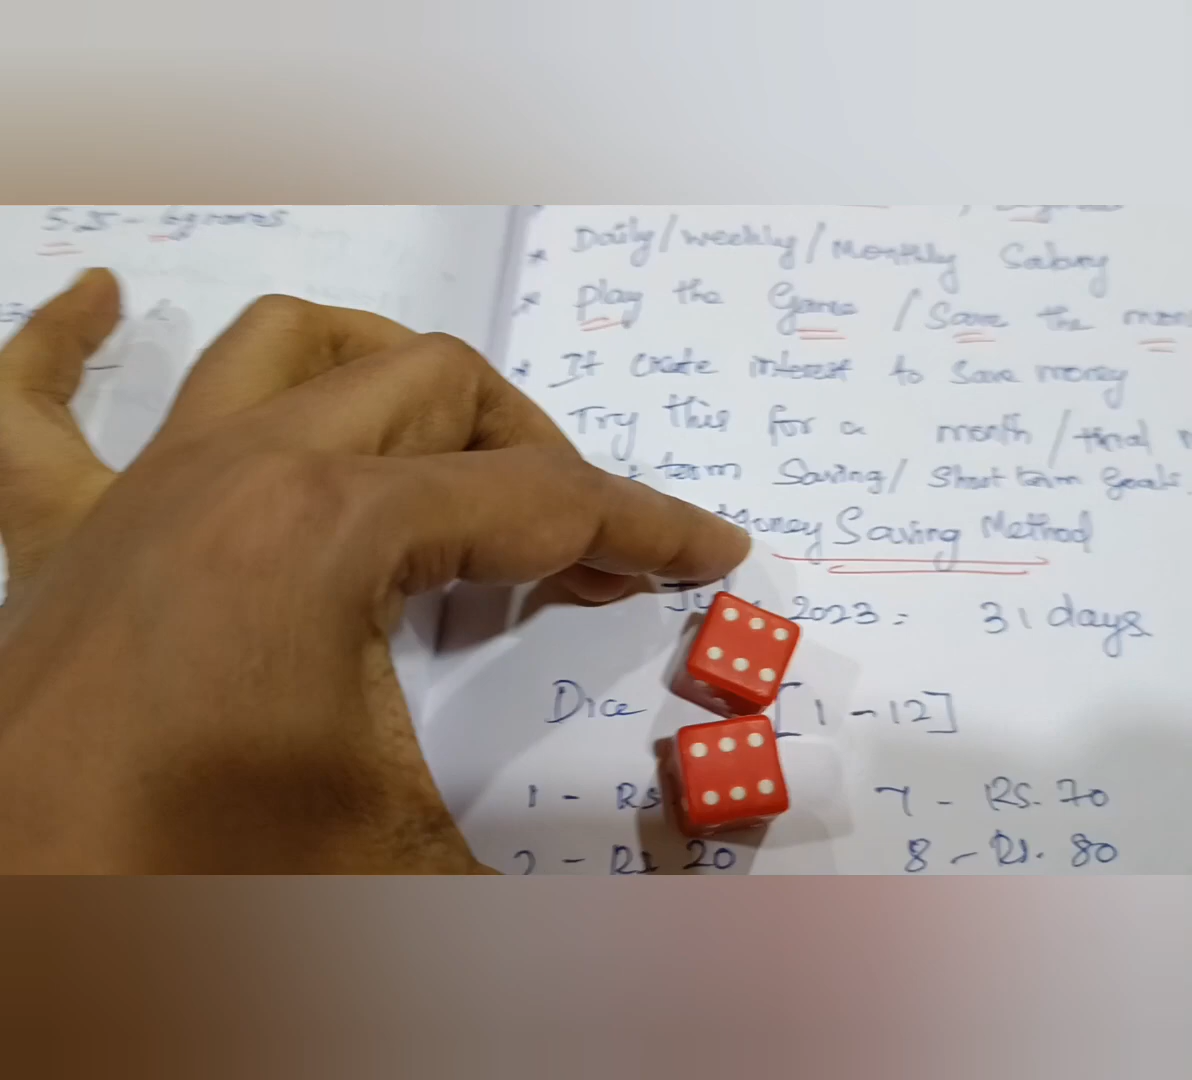 Daily/weekly/Monthly Salary
* Play the Game / Save the
* It create interest to save money
Try this for a month/
term Saving/ Short term Goals
Money Saving Method
2023 = 31 days
Dice [1-12]
1 - Rs 7 - Rs. 70
2 - Rs. 20 8 - Rs. 80